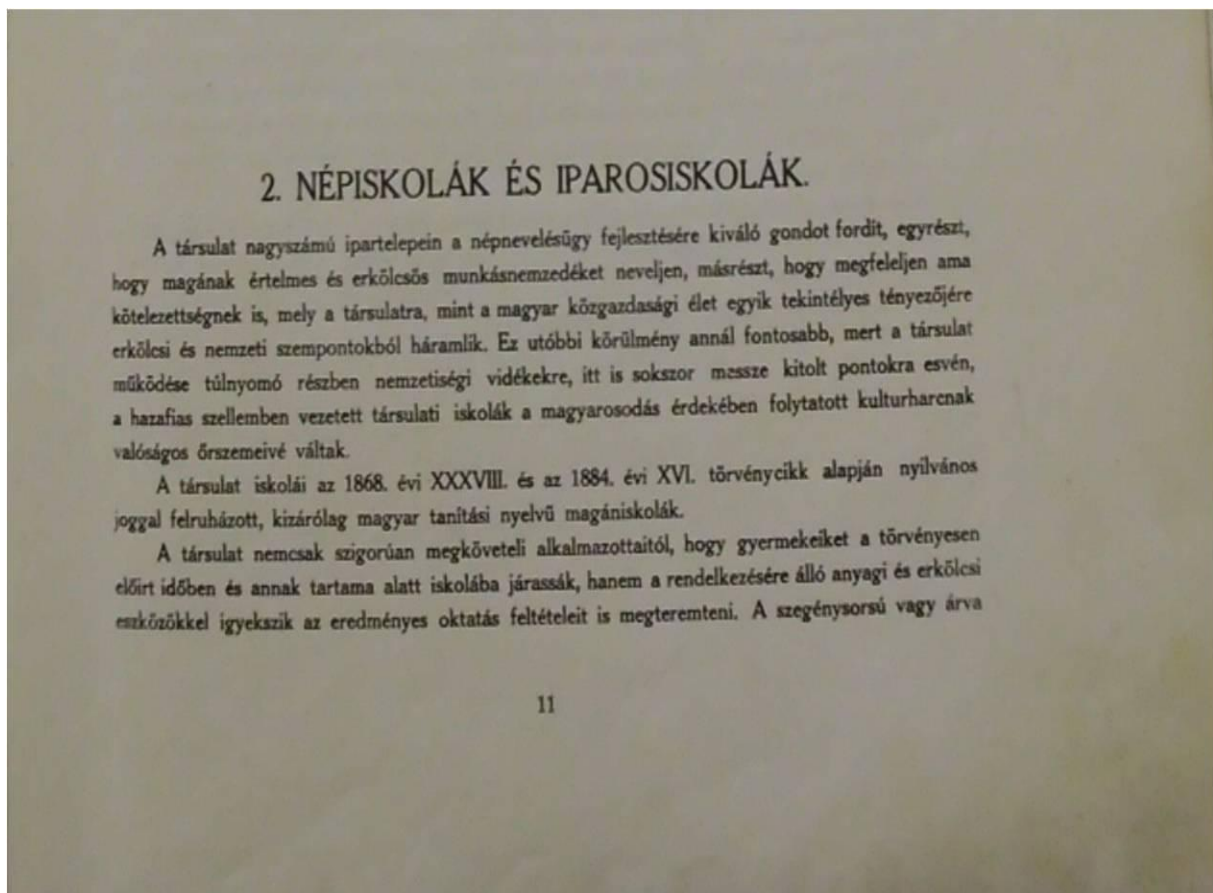 2. NÉPISKOLÁK ÉS IPAROSISKOLÁK.
A társulat nagyszámú ipartelepein a népnevelésügy fejlesztésére kiváló gondot fordít, egyrészt,
hogy magának értelmes és erkölcsös munkásnemzedéket neveljen, másrészt, hogy megfeleljen ama
kötelezettségnek is, mely a társulatra, mint a magyar közgazdasági élet egyik tekintélyes tényezőjére
erkölcsi és nemzeti szempontokból háramlik. Ez utóbbi körülmény annál fontosabb, mert a társulat
működése túlnyomó részben nemzetiségi vidékekre, itt is sokszor messze kitolt pontokra esvén,
a hazafias szellemben vezetett társulati iskolák a magyarosodás érdekében folytatott kulturharcnak
valóságos őrszemeivé váltak.
A társulat iskolái az 1868. évi XXXVIII. és az 1884. évi XVI. törvénycikk alapján nyilvános
joggal felruházott, kizárólag magyar tanítási nyelvű magániskolák.
A társulat nemcsak szigorúan megköveteli alkalmazottaitól, hogy gyermekeiket a törvényesen
előirt időben és annak tartama alatt iskolába járassák, hanem a rendelkezésére álló anyagi és erkölcsi
eszközökkel igyekszik az eredményes oktatás feltételeit is megteremteni. A szegénysorsú vagy árva
11